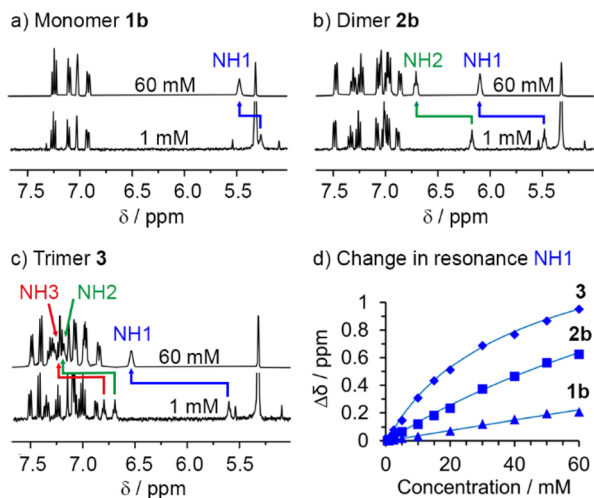 a) Monomer 1b
NH1
60 mM
1 mM
7.5 7.0 6.5 6.0 5.5
δ / ppm
b) Dimer 2b
NH2 NH1
60 mM
1 mM
7.5 7.0 6.5 6.0 5.5
δ / ppm
c) Trimer 3
NH3 NH2
NH1
60 mM
1 mM
7.5 7.0 6.5 6.0 5.5
δ / ppm
d) Change in resonance NH1
Δδ / ppm
1
0.8
0.6
0.4
0.2
0
3
2b
1b
0 10 20 30 40 50 60
Concentration / mM